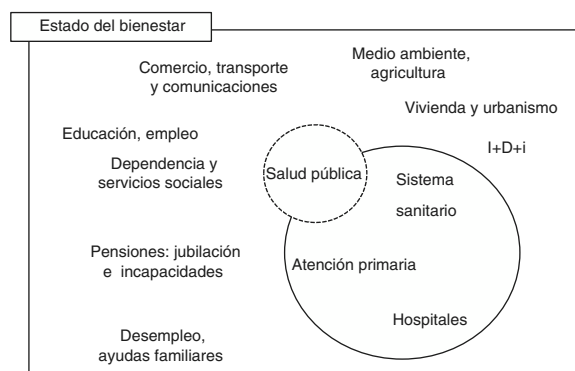 Estado del bienestar
Comercio, transporte
y comunicaciones
Medio ambiente,
agricultura
Vivienda y urbanismo
Educación, empleo
I+D+i
Dependencia y
servicios sociales
Salud pública
Sistema
sanitario
Pensiones: jubilación
e incapacidades
Atención primaria
Hospitales
Desempleo,
ayudas familiares